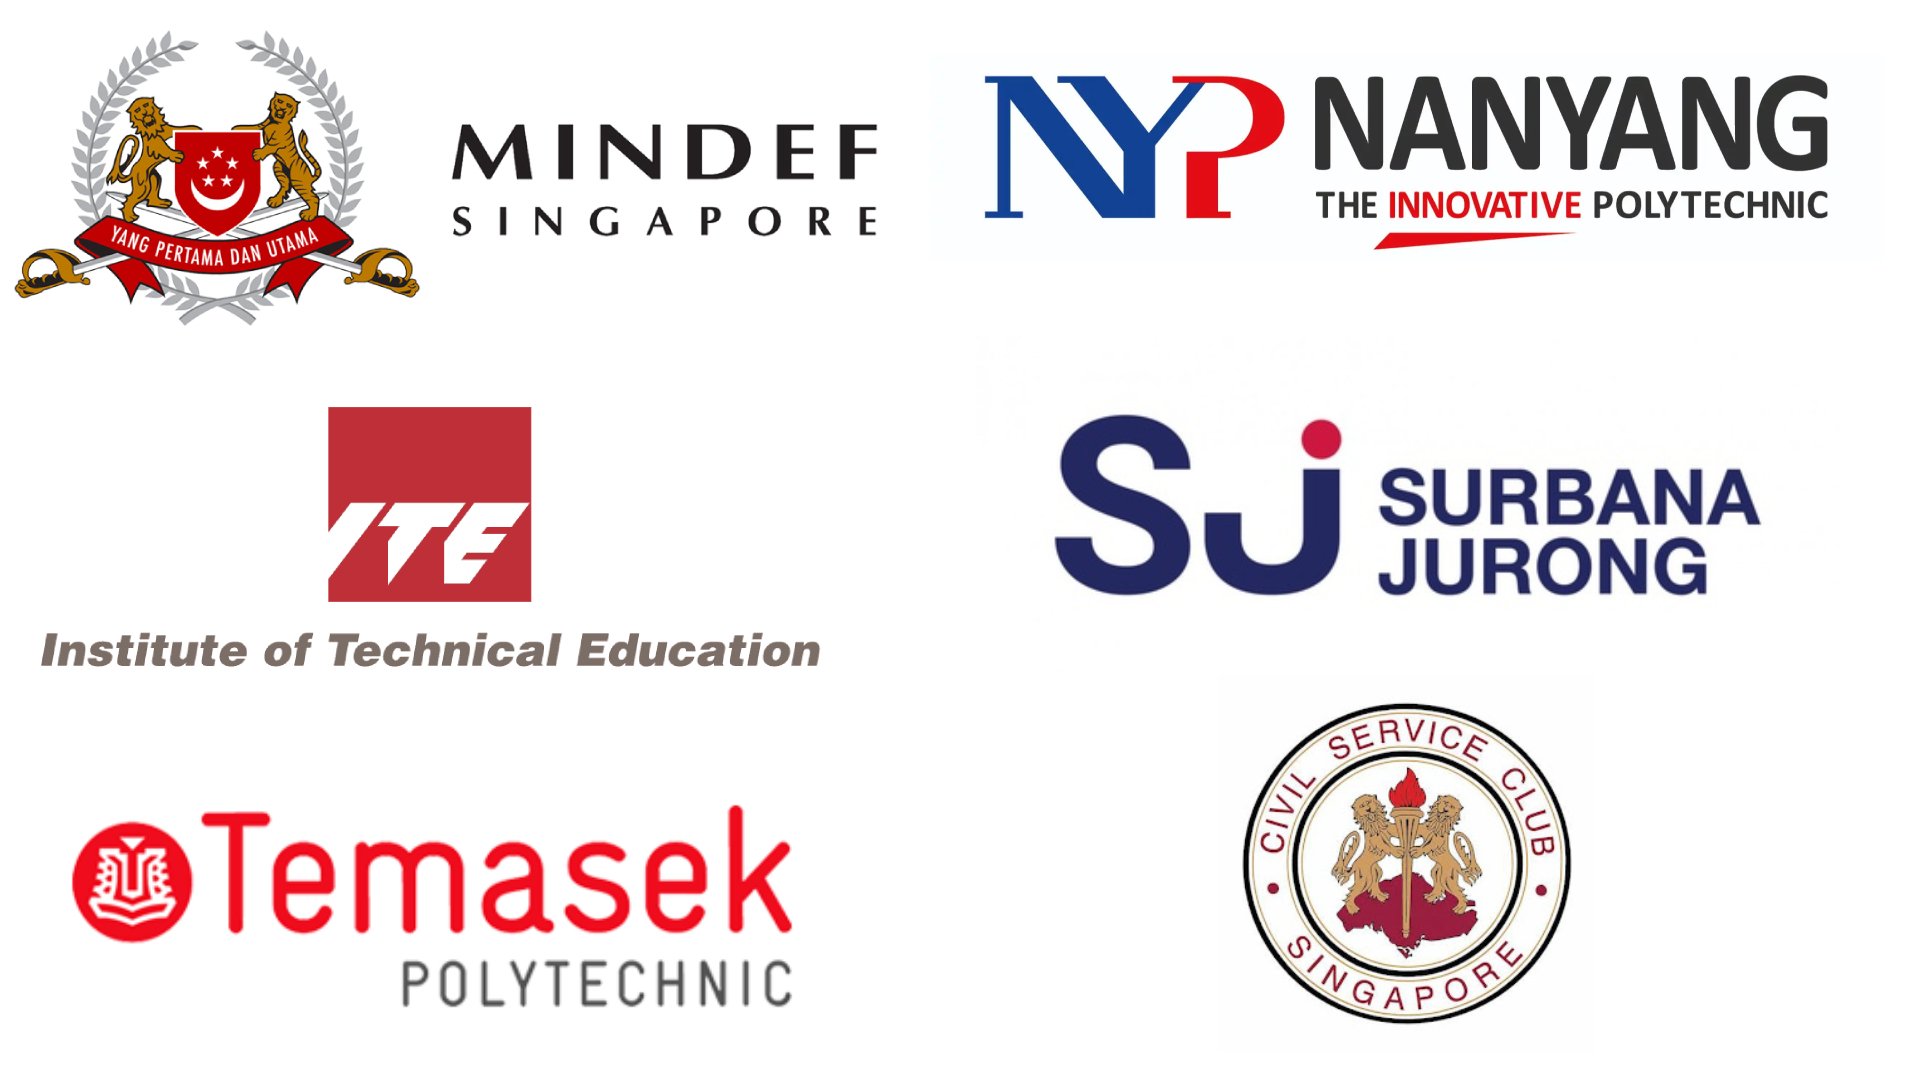 YANG PERTAMA DAN UTAMA
MINDEF
SINGAPORE
NYP
NANYANG
THE INNOVATIVE POLYTECHNIC
ITE
Institute of Technical Education
SJ
SURBANA
JURONG
Temasek
POLYTECHNIC
CIVIL SERVICE CLUB
SINGAPORE